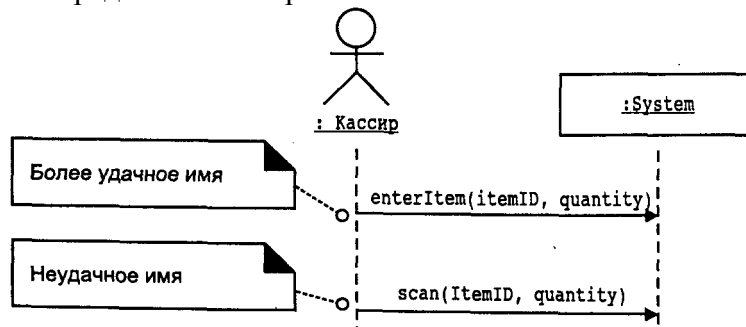 : Кассир
:System
Более удачное имя
enterItem(itemID, quantity)
Неудачное имя
scan(ItemID, quantity)